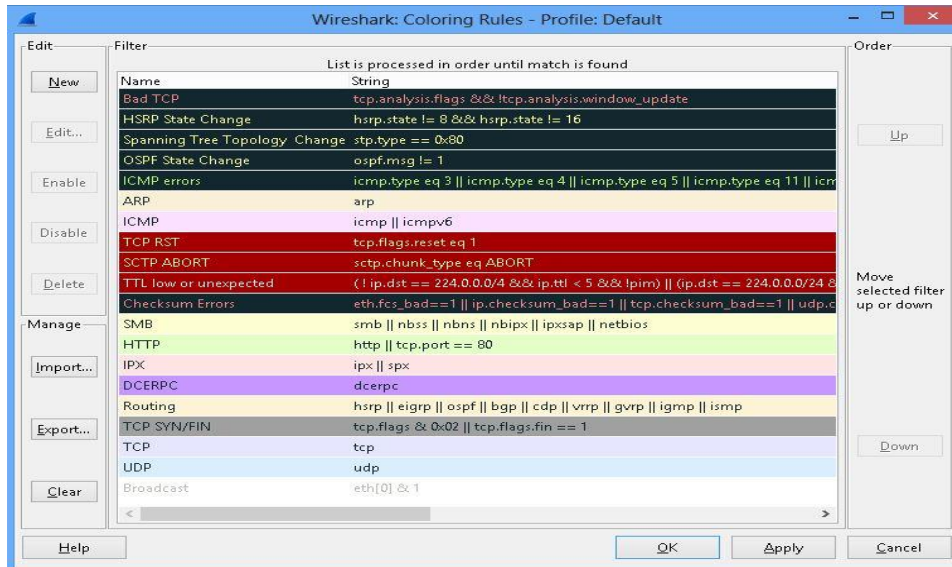 Wireshark: Coloring Rules - Profile: Default
Edit
New
Edit...
Enable
Disable
Delete
Manage
Import...
Export...
Clear
Filter
List is processed in order until match is found
Name String
Bad TCP tcp.analysis.flags && !tcp.analysis.window_update
HSRP State Change hsrp.state != 8 && hsrp.state != 16
Spanning Tree Topology Change stp.type == 0x80
OSPF State Change ospf.msg != 1
ICMP errors icmp.type eq 3 || icmp.type eq 4 || icmp.type eq 5 || icmp.type eq 11 || icm
ARP arp
ICMP icmp || icmpv6
TCP RST tcp.flags.reset eq 1
SCTP ABORT sctp.chunk_type eq ABORT
TTL low or unexpected ( ! ip.dst == 224.0.0.0/4 && ip.ttl < 5 && !pim) || (ip.dst == 224.0.0.0/24 &
Checksum Errors eth.fcs_bad==1 || ip.checksum_bad==1 || tcp.checksum_bad==1 || udp.c
SMB smb || nbss || nbns || nbipx || ipxsap || netbios
HTTP http || tcp.port == 80
IPX ipx || spx
DCERPC dcerpc
Routing hsrp || eigrp || ospf || bgp || cdp || vrrp || gvrp || igmp || ismp
TCP SYN/FIN tcp.flags & 0x02 || tcp.flags.fin == 1
TCP tcp
UDP udp
Broadcast eth[0] & 1
Order
Up
Move
selected filter
up or down
Down
Help
OK
Apply
Cancel